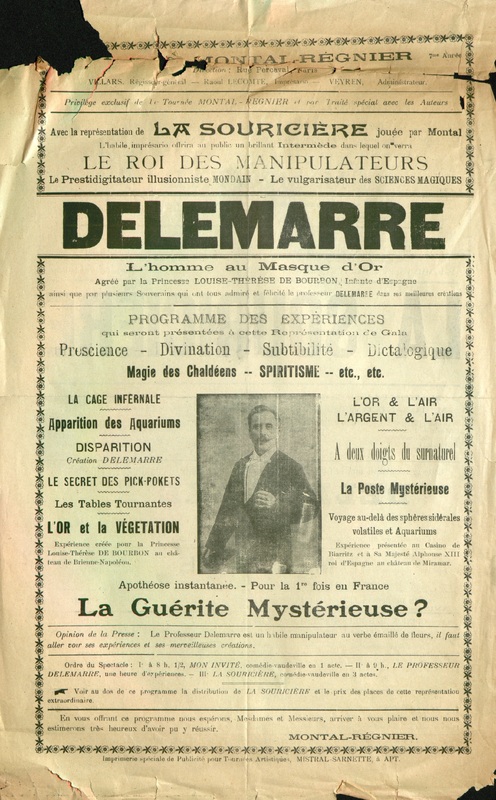 MONTAL-RÉGNIER 7me Année
Direction: Rue Perceval, Paris
VILLARS, Régisseur général — Raoul LECOMTE, — VEYREN, Administrateur.
Privilège exclusif de la Tournée MONTAL-RÉGNIER et par Traité spécial avec les Auteurs
Avec la représentation de LA SOURICIÈRE jouée par Montal
L'habile imprésario offrira au public un brillant Intermède dans lequel on verra
LE ROI DES MANIPULATEURS
Le Prestidigitateur illusionniste MONDAIN - Le vulgarisateur des SCIENCES MAGIQUES
DELEMARRE
L'homme au Masque d'Or
Agréé par la Princesse LOUISE-THÉRÈSE DE BOURBON, Infante d'Espagne
ainsi que par plusieurs Souverains qui ont tous admiré et félicité le professeur DELEMARRE dans ses meilleures créations
PROGRAMME DES EXPÉRIENCES
qui seront présentées à cette Représentation de Gala
Proscience - Divination - Subtibilité - Dictalogique
Magie des Chaldéens -- SPIRITISME -- etc., etc.
LA CAGE INFERNALE
Apparition des Aquariums
DISPARITION
Création DELEMARRE
LE SECRET DES PICK-POKETS
Les Tables Tournantes
L'OR et la VÉGETATION
Expérience créée pour la Princesse
Louise-Thérèse DE BOURBON au châ-
teau de Brienne-Napoléon.
L'OR & L'AIR
L'ARGENT & L'AIR
A deux doigts du surnaturel
La Poste Mystérieuse
Voyage au-delà des sphères sidérales
volatiles et Aquariums
Expérience présentée au Casino de
Biarritz et à Sa Majesté Alphonse XIII
roi d'Espagne au château de Miramar.
Apothéose instantanée. - Pour la 1re fois en France
La Guérite Mystérieuse?
Opinion de la Presse : Le Professeur Delemarre est un habile manipulateur au verbe émaillé de fleurs, il faut
aller voir ses expériences et ses merveilleuses créations.
Ordre du Spectacle : I· à 8 h. 1/2, MON INVITÉ, comédie-vaudeville en 1 acte. — II· à 9 h., LE PROFESSEUR
DELEMARRE, une heure d'expériences. — III· LA SOURICIÈRE, comédie-vaudeville en 3 actes.
Voir au dos de ce programme la distribution de LA SOURICIERE et le prix des places de cette représentation
extraordinaire.
En vous offrant ce programme nous espérons, Mesdames et Messieurs, arriver à vous plaire et nous nous
estimerons très heureux d'avoir pu y réussir.
MONTAL-RÉGNIER.
Imprimerie spéciale de Publicité pour Tournées Artistiques, MISTRAL-SARNETTE, à APT.